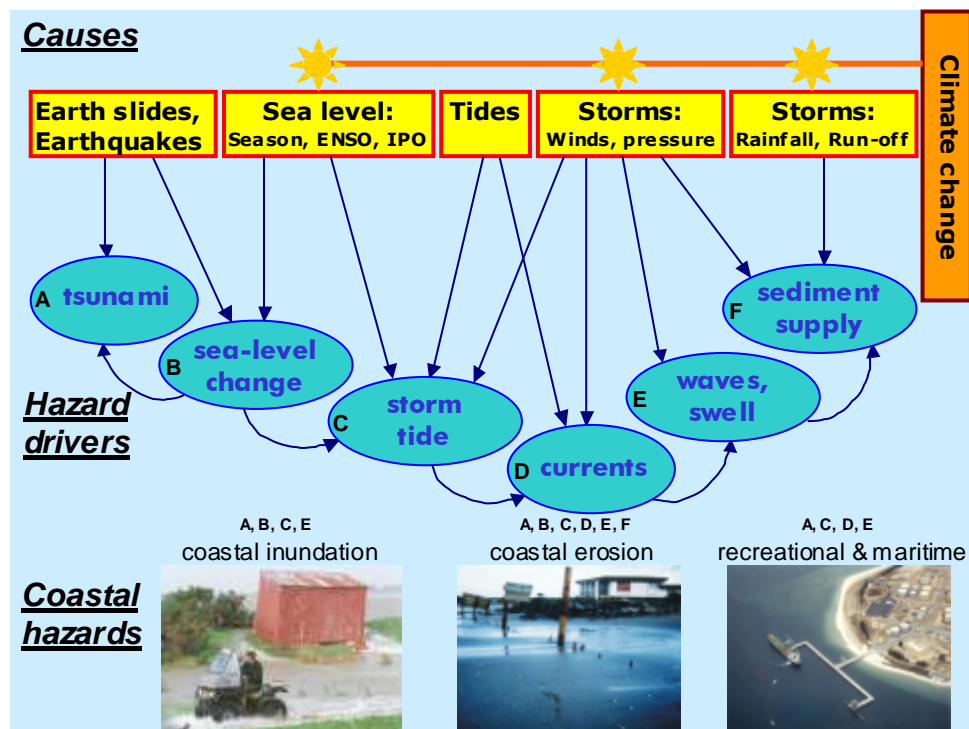 Causes
Climate change
Earth slides,
Earthquakes
Sea level:
Season, ENSO, IPO
Tides
Storms:
Winds, pressure
Storms:
Rainfall, Run-off
A tsunami
B sea-level
change
C storm
tide
D currents
E waves,
swell
F sediment
supply
Hazard
drivers
A, B, C, E
coastal inundation
A, B, C, D, E, F
coastal erosion
A, C, D, E
recreational & maritime
Coastal
hazards